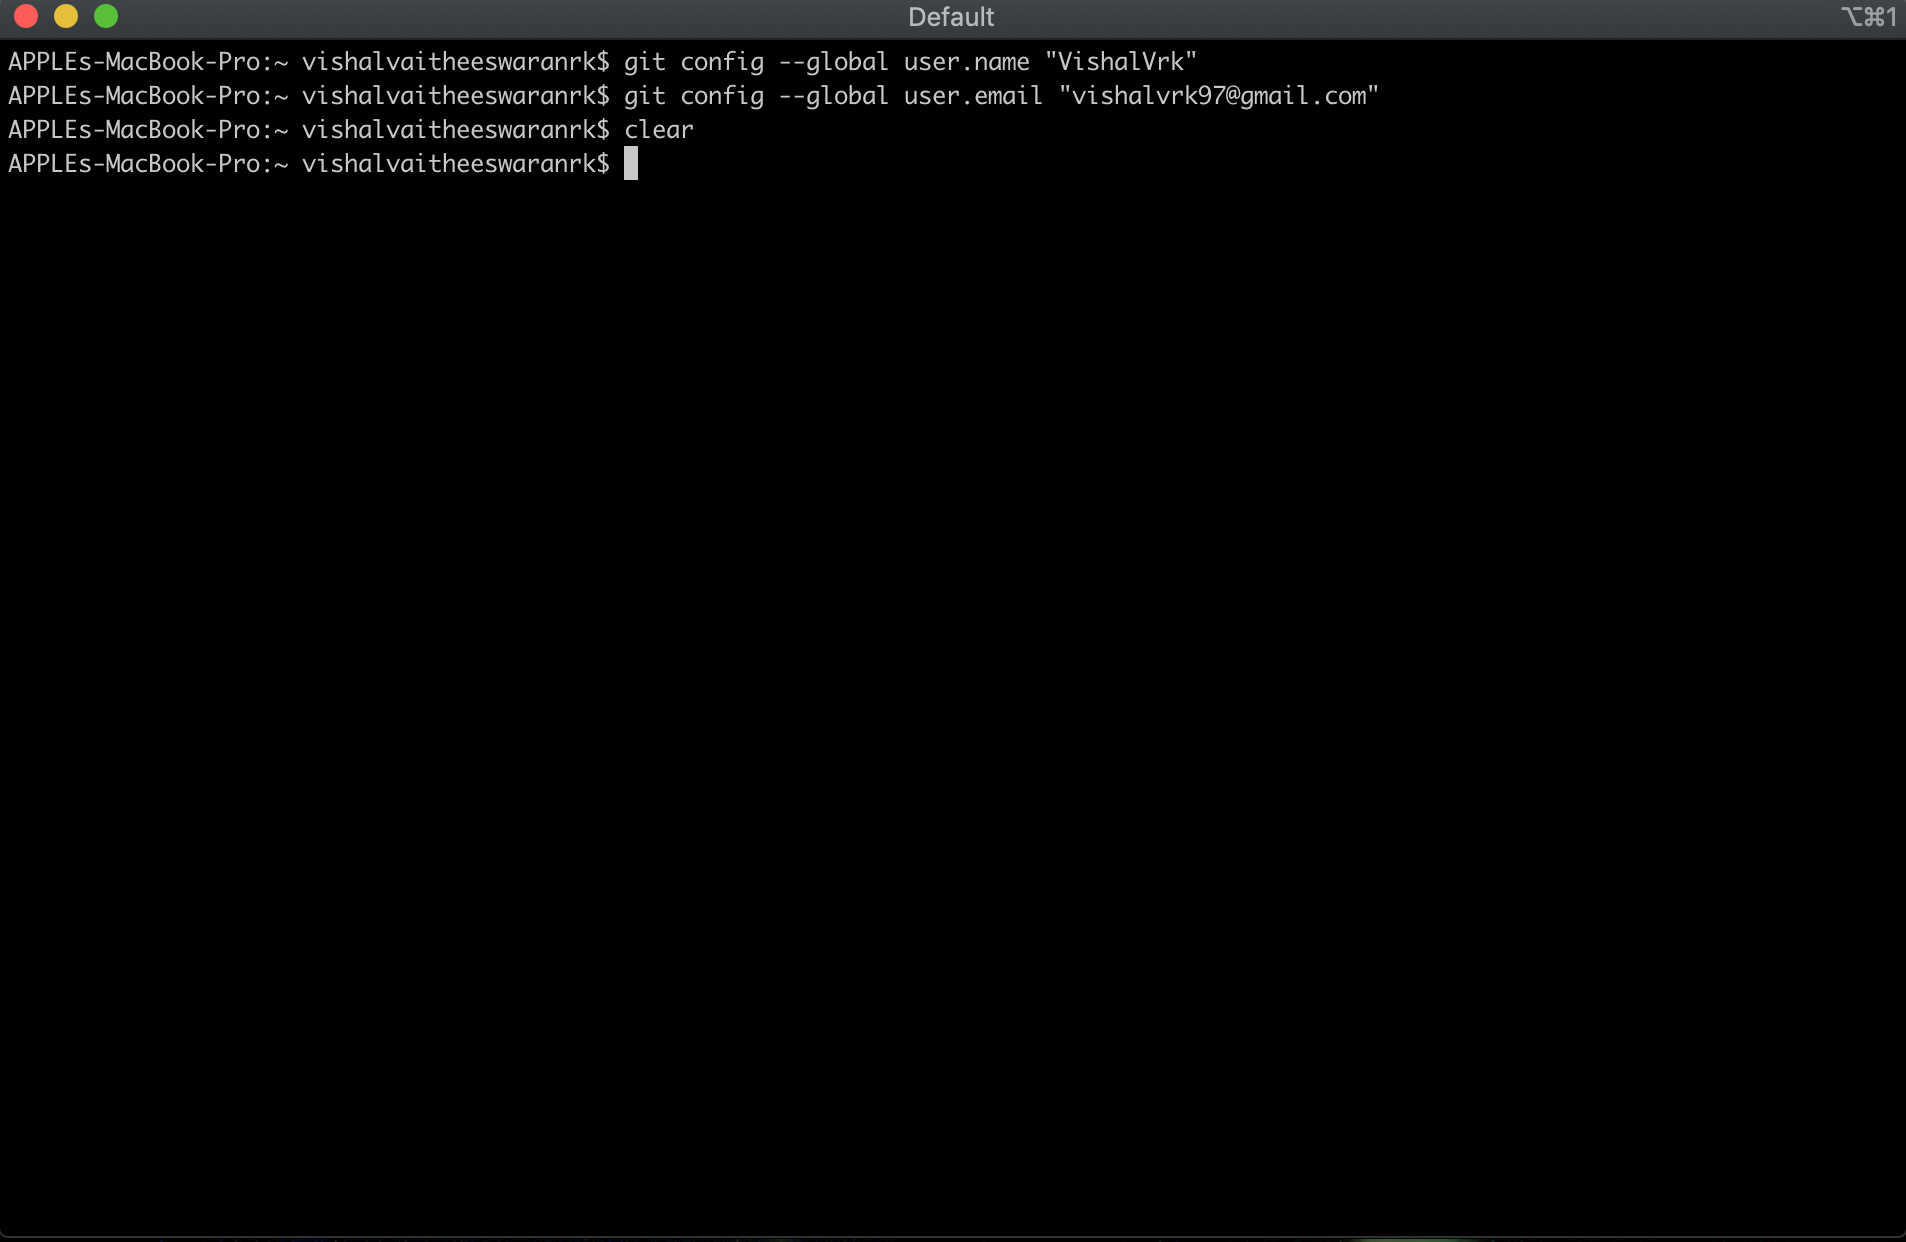 Default
⌥⌘1
APPLEs-MacBook-Pro:~ vishalvaitheeswaranrk$ git config --global user.name "VishalVrk"
APPLEs-MacBook-Pro:~ vishalvaitheeswaranrk$ git config --global user.email "vishalvrk97@gmail.com"
APPLEs-MacBook-Pro:~ vishalvaitheeswaranrk$ clear
APPLEs-MacBook-Pro:~ vishalvaitheeswaranrk$